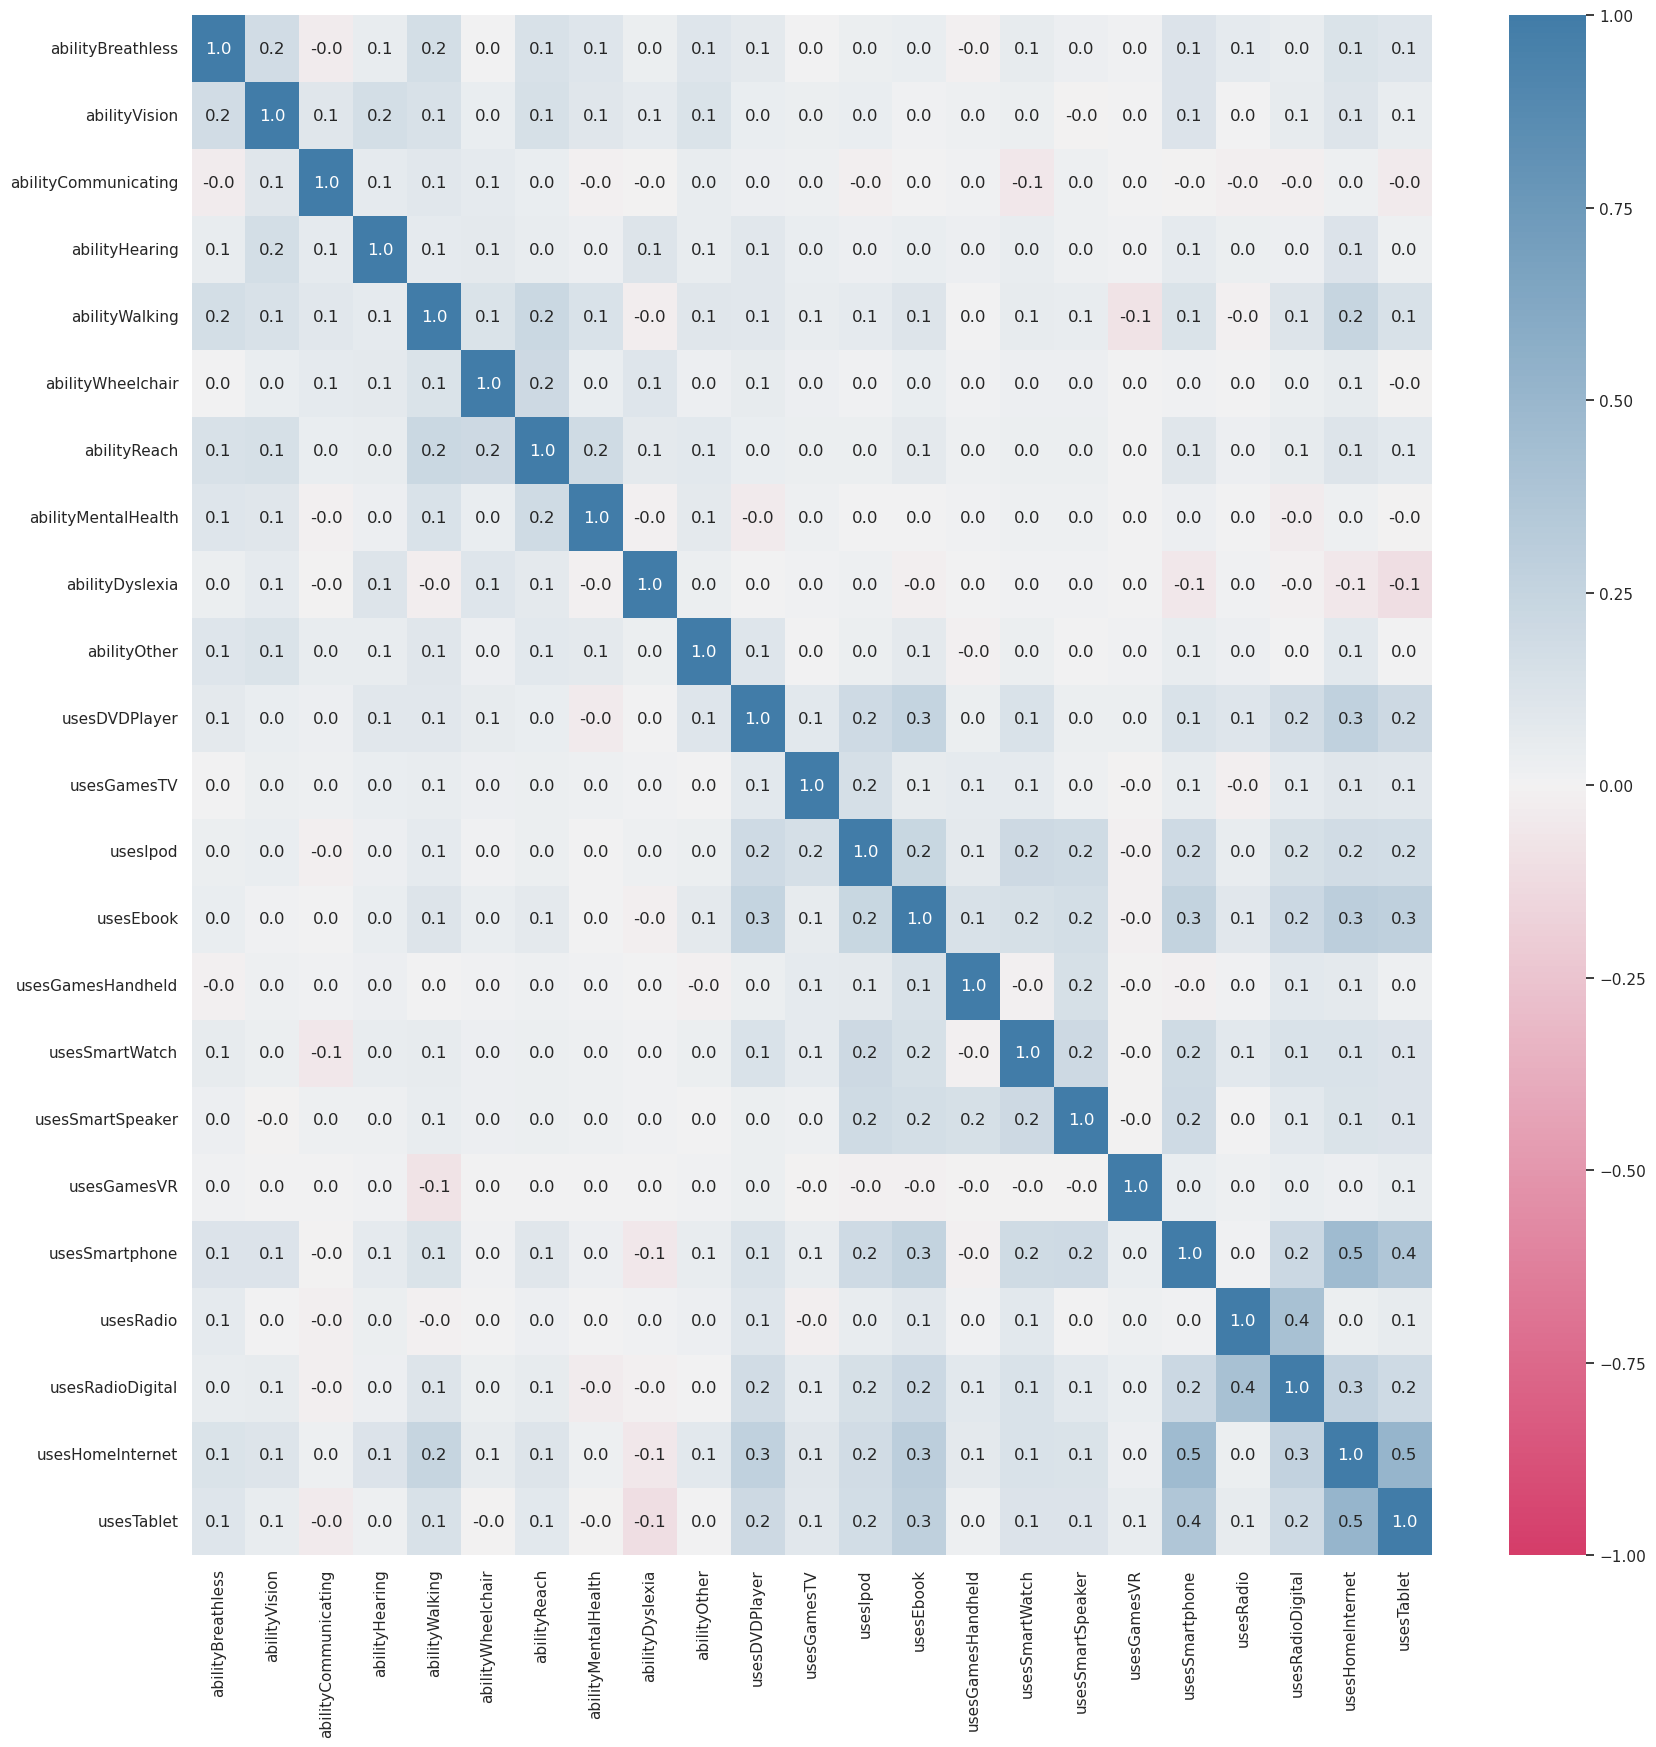 abilityBreathless 1.0 0.2 -0.0 0.1 0.2 0.0 0.1 0.1 0.0 0.1 0.1 0.0 0.0 0.0 -0.0 0.1 0.0 0.0 0.1 0.1 0.0 0.1 0.1
abilityVision 0.2 1.0 0.1 0.2 0.1 0.0 0.1 0.1 0.1 0.1 0.0 0.0 0.0 0.0 0.0 0.0 -0.0 0.0 0.1 0.0 0.1 0.1 0.1
abilityCommunicating -0.0 0.1 1.0 0.1 0.1 0.1 0.0 -0.0 -0.0 0.0 0.0 0.0 -0.0 0.0 0.0 -0.1 0.0 0.0 -0.0 -0.0 -0.0 0.0 -0.0
abilityHearing 0.1 0.2 0.1 1.0 0.1 0.1 0.0 0.0 0.1 0.1 0.1 0.0 0.0 0.0 0.0 0.0 0.0 0.0 0.1 0.0 0.0 0.1 0.0
abilityWalking 0.2 0.1 0.1 0.1 1.0 0.1 0.2 0.1 -0.0 0.1 0.1 0.1 0.1 0.1 0.0 0.1 0.1 -0.1 0.1 -0.0 0.1 0.2 0.1
abilityWheelchair 0.0 0.0 0.1 0.1 0.1 1.0 0.2 0.0 0.1 0.0 0.1 0.0 0.0 0.0 0.0 0.0 0.0 0.0 0.0 0.0 0.0 0.1 -0.0
abilityReach 0.1 0.1 0.0 0.0 0.2 0.2 1.0 0.2 0.1 0.1 0.0 0.0 0.0 0.1 0.0 0.0 0.0 0.0 0.1 0.0 0.1 0.1 0.1
abilityMentalHealth 0.1 0.1 -0.0 0.0 0.1 0.0 0.2 1.0 -0.0 0.1 -0.0 0.0 0.0 0.0 0.0 0.0 0.0 0.0 0.0 0.0 -0.0 0.0 -0.0
abilityDyslexia 0.0 0.1 -0.0 0.1 -0.0 0.1 0.1 -0.0 1.0 0.0 0.0 0.0 0.0 -0.0 0.0 0.0 0.0 0.0 -0.1 0.0 -0.0 -0.1 -0.1
abilityOther 0.1 0.1 0.0 0.1 0.1 0.0 0.1 0.1 0.0 1.0 0.1 0.0 0.0 0.1 -0.0 0.0 0.0 0.0 0.1 0.0 0.0 0.1 0.0
usesDVDPlayer 0.1 0.0 0.0 0.1 0.1 0.1 0.0 -0.0 0.0 0.1 1.0 0.1 0.2 0.3 0.0 0.1 0.0 0.0 0.1 0.1 0.2 0.3 0.2
usesGamesTV 0.0 0.0 0.0 0.0 0.1 0.0 0.0 0.0 0.0 0.0 0.1 1.0 0.2 0.1 0.1 0.1 0.0 -0.0 0.1 -0.0 0.1 0.1 0.1
usesIpod 0.0 0.0 -0.0 0.0 0.1 0.0 0.0 0.0 0.0 0.0 0.2 0.2 1.0 0.2 0.1 0.2 0.2 -0.0 0.2 0.0 0.2 0.2 0.2
usesEbook 0.0 0.0 0.0 0.0 0.1 0.0 0.1 0.0 -0.0 0.1 0.3 0.1 0.2 1.0 0.1 0.2 0.2 -0.0 0.3 0.1 0.2 0.3 0.3
usesGamesHandheld -0.0 0.0 0.0 0.0 0.0 0.0 0.0 0.0 0.0 -0.0 0.0 0.1 0.1 0.1 1.0 -0.0 0.2 -0.0 -0.0 0.0 0.1 0.1 0.0
usesSmartWatch 0.1 0.0 -0.1 0.0 0.1 0.0 0.0 0.0 0.0 0.0 0.1 0.1 0.2 0.2 -0.0 1.0 0.2 -0.0 0.2 0.1 0.1 0.1 0.1
usesSmartSpeaker 0.0 -0.0 0.0 0.0 0.1 0.0 0.0 0.0 0.0 0.0 0.0 0.0 0.2 0.2 0.2 0.2 1.0 -0.0 0.2 0.0 0.1 0.1 0.1
usesGamesVR 0.0 0.0 0.0 0.0 -0.1 0.0 0.0 0.0 0.0 0.0 0.0 -0.0 -0.0 -0.0 -0.0 -0.0 -0.0 1.0 0.0 0.0 0.0 0.0 0.1
usesSmartphone 0.1 0.1 -0.0 0.1 0.1 0.0 0.1 0.0 -0.1 0.1 0.1 0.1 0.2 0.3 -0.0 0.2 0.2 0.0 1.0 0.0 0.2 0.5 0.4
usesRadio 0.1 0.0 -0.0 0.0 -0.0 0.0 0.0 0.0 0.0 0.0 0.1 -0.0 0.0 0.1 0.0 0.1 0.0 0.0 0.0 1.0 0.4 0.0 0.1
usesRadioDigital 0.0 0.1 -0.0 0.0 0.1 0.0 0.1 -0.0 -0.0 0.0 0.2 0.1 0.2 0.2 0.1 0.1 0.1 0.0 0.2 0.4 1.0 0.3 0.2
usesHomeInternet 0.1 0.1 0.0 0.1 0.2 0.1 0.1 0.0 -0.1 0.1 0.3 0.1 0.2 0.3 0.1 0.1 0.1 0.0 0.5 0.0 0.3 1.0 0.5
usesTablet 0.1 0.1 -0.0 0.0 0.1 -0.0 0.1 -0.0 -0.1 0.0 0.2 0.1 0.2 0.3 0.0 0.1 0.1 0.1 0.4 0.1 0.2 0.5 1.0
abilityBreathless
abilityVision
abilityCommunicating
abilityHearing
abilityWalking
abilityWheelchair
abilityReach
abilityMentalHealth
abilityDyslexia
abilityOther
usesDVDPlayer
usesGamesTV
usesIpod
usesEbook
usesGamesHandheld
usesSmartWatch
usesSmartSpeaker
usesGamesVR
usesSmartphone
usesRadio
usesRadioDigital
usesHomeInternet
usesTablet
1.00
0.75
0.50
0.25
0.00
−0.25
−0.50
−0.75
−1.00